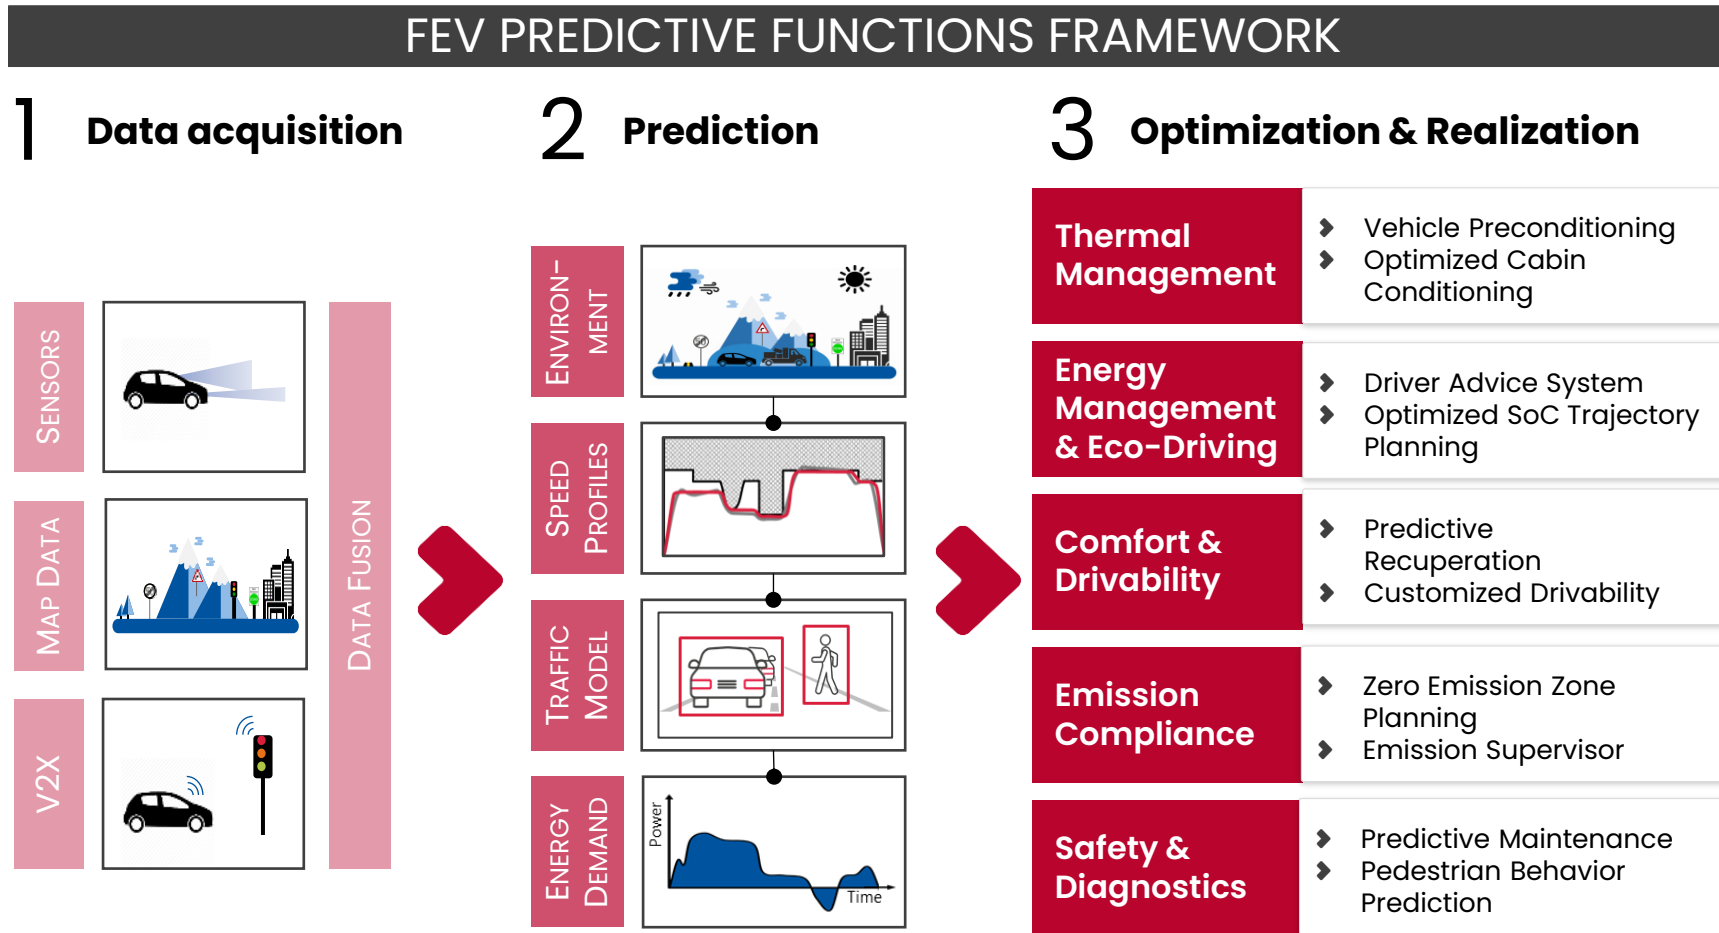 FEV PREDICTIVE FUNCTIONS FRAMEWORK
1 Data acquisition
SENSORS
MAP DATA
V2X
DATA FUSION
2 Prediction
ENVIRON-
MENT
SPEED
PROFILES
TRAFFIC
MODEL
ENERGY
DEMAND
Power
Time
3 Optimization & Realization
Thermal
Management
Vehicle Preconditioning
Optimized Cabin
Conditioning
Energy
Management
& Eco-Driving
Driver Advice System
Optimized SoC Trajectory
Planning
Comfort &
Drivability
Predictive
Recuperation
Customized Drivability
Emission
Compliance
Zero Emission Zone
Planning
Emission Supervisor
Safety &
Diagnostics
Predictive Maintenance
Pedestrian Behavior
Prediction